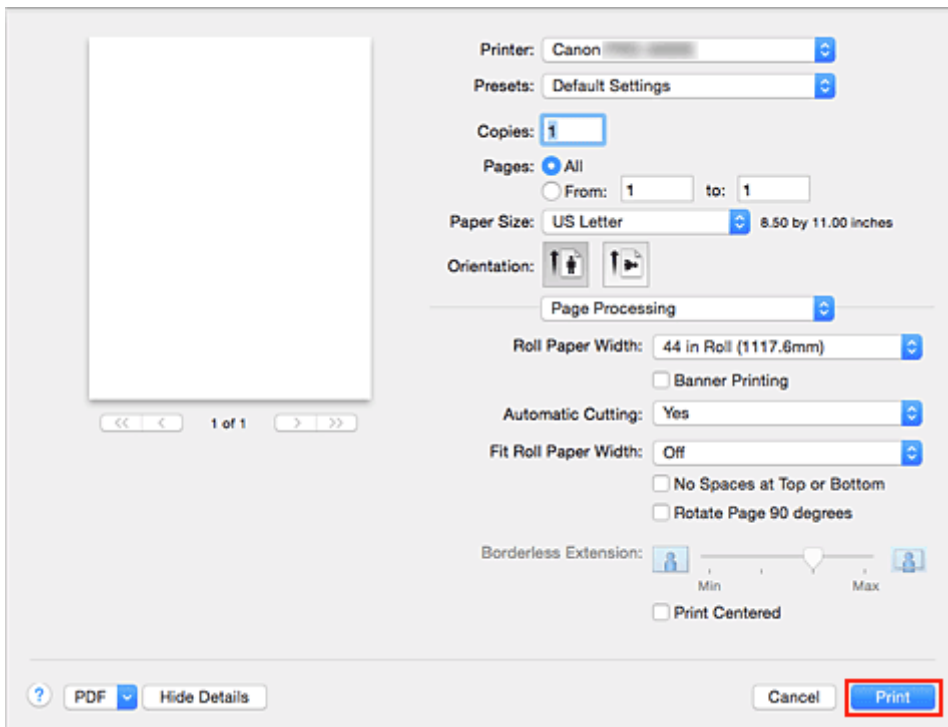 Printer: Canon
Presets: Default Settings
Copies: 1
Pages: All
From: 1 to: 1
Paper Size: US Letter 8.50 by 11.00 inches
Orientation:
Page Processing
Roll Paper Width: 44 in Roll (1117.6mm)
Banner Printing
1 of 1
Automatic Cutting: Yes
Fit Roll Paper Width: Off
No Spaces at Top or Bottom
Rotate Page 90 degrees
Borderless Extension:
Min Max
Print Centered
? PDF Hide Details Cancel Print